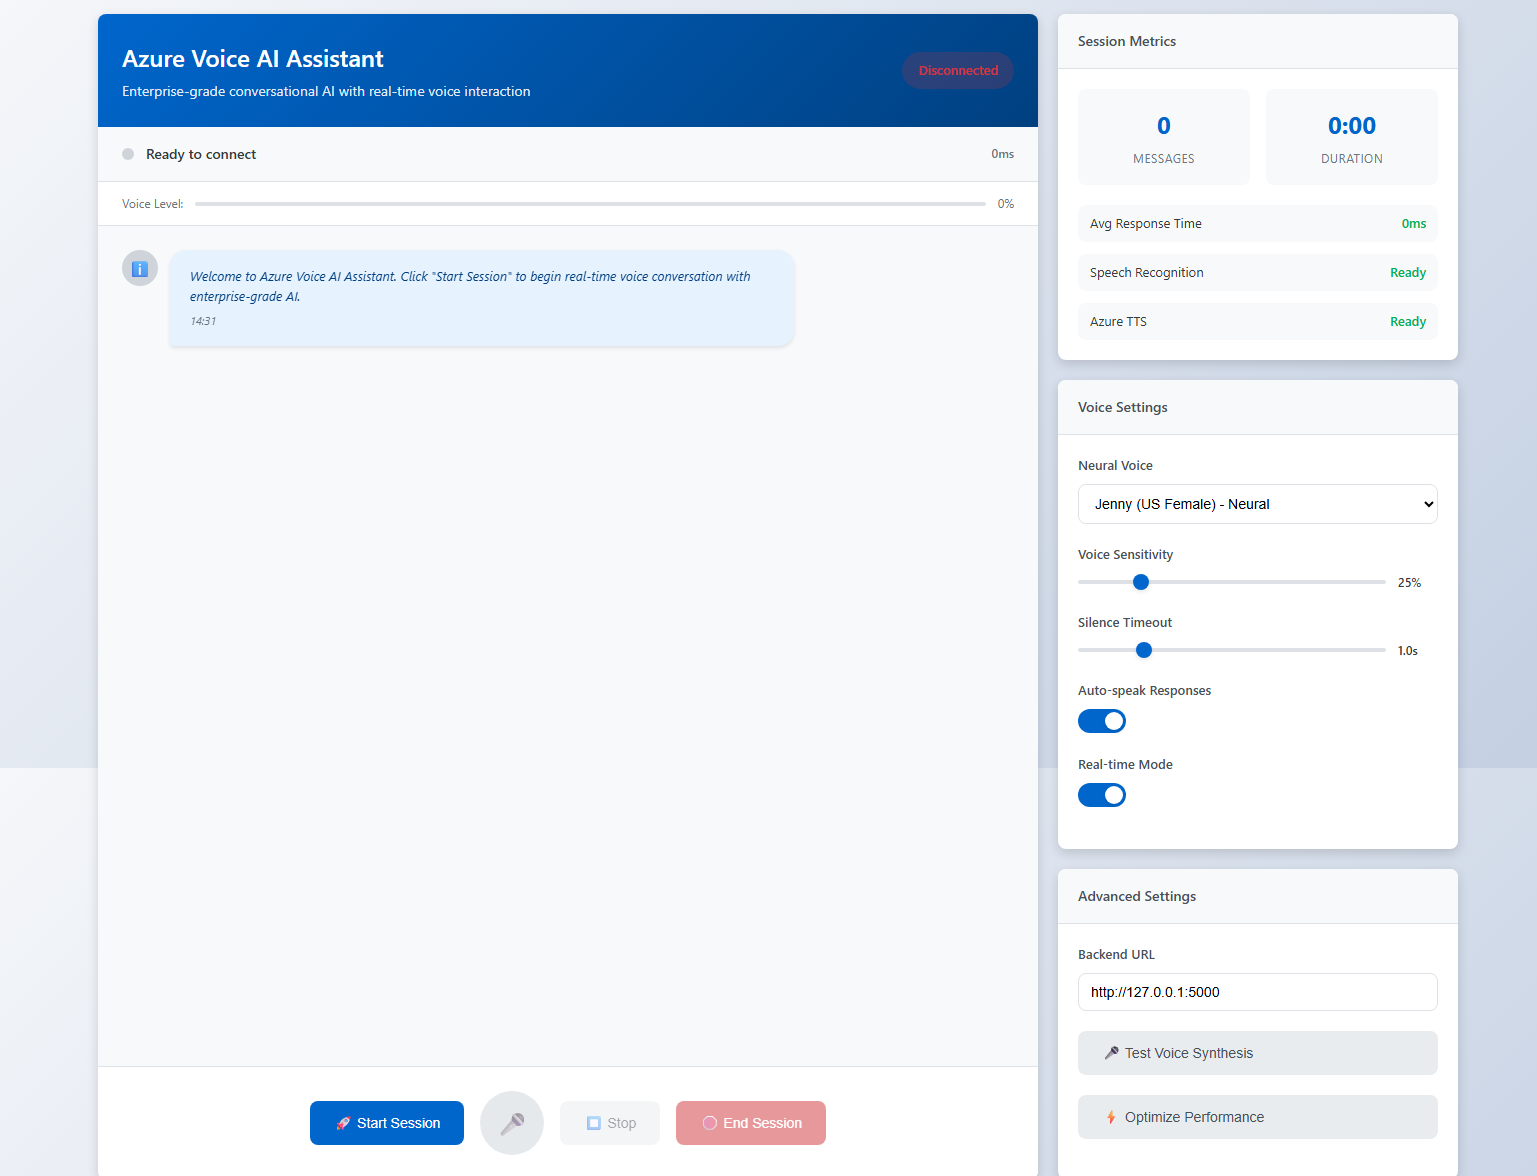 Azure Voice AI Assistant
Enterprise-grade conversational AI with real-time voice interaction
Disconnected
Ready to connect
0ms
Voice Level:
0%
Welcome to Azure Voice AI Assistant. Click "Start Session" to begin real-time voice conversation with
enterprise-grade AI.
14:31
Start Session
Stop
End Session
Session Metrics
0
MESSAGES
0:00
DURATION
Avg Response Time
0ms
Speech Recognition
Ready
Azure TTS
Ready
Voice Settings
Neural Voice
Jenny (US Female) - Neural
Voice Sensitivity
25%
Silence Timeout
1.0s
Auto-speak Responses
Real-time Mode
Advanced Settings
Backend URL
http://127.0.0.1:5000
Test Voice Synthesis
Optimize Performance